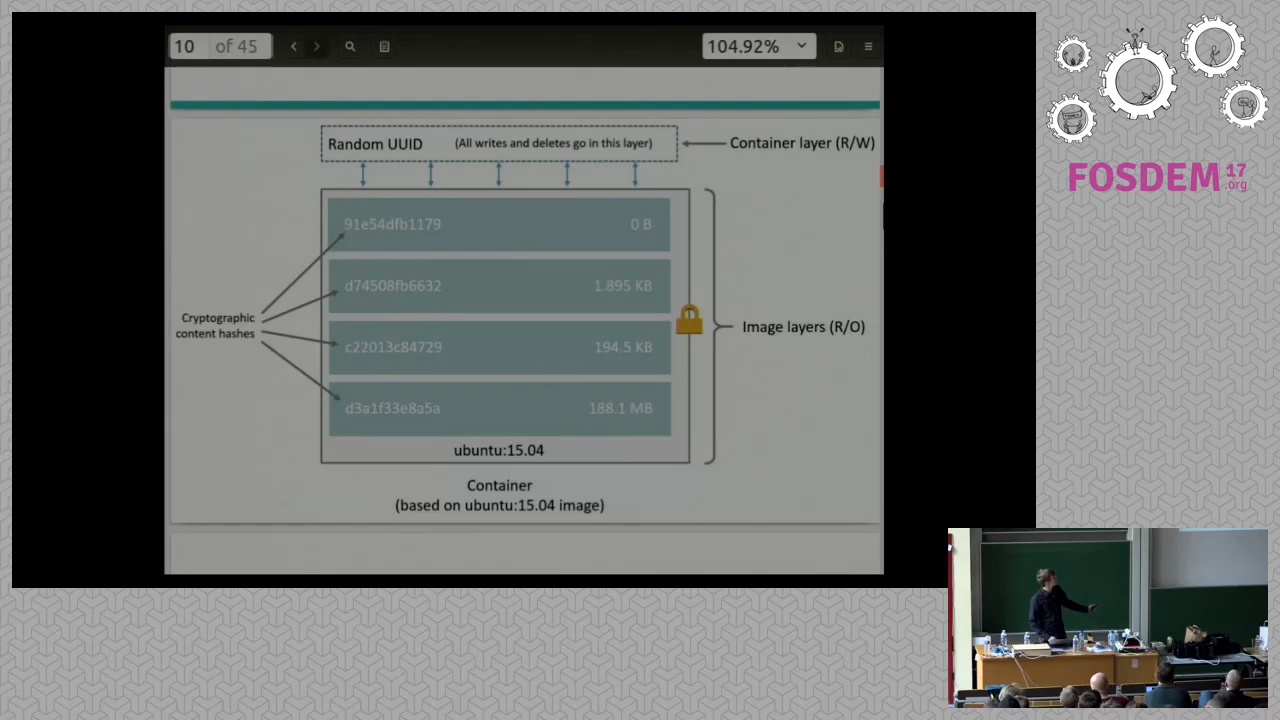 10 of 45
104.92%
Random UUID (All writes and deletes go in this layer)
Container layer (R/W)
91e54dfb1179 0 B
d74508fb6632 1.895 KB
Cryptographic
content hashes
c22013c84729 194.5 KB
Image layers (R/O)
d3a1f33e8a5a 188.1 MB
ubuntu:15.04
Container
(based on ubuntu:15.04 image)
FOSDEM 17
.org